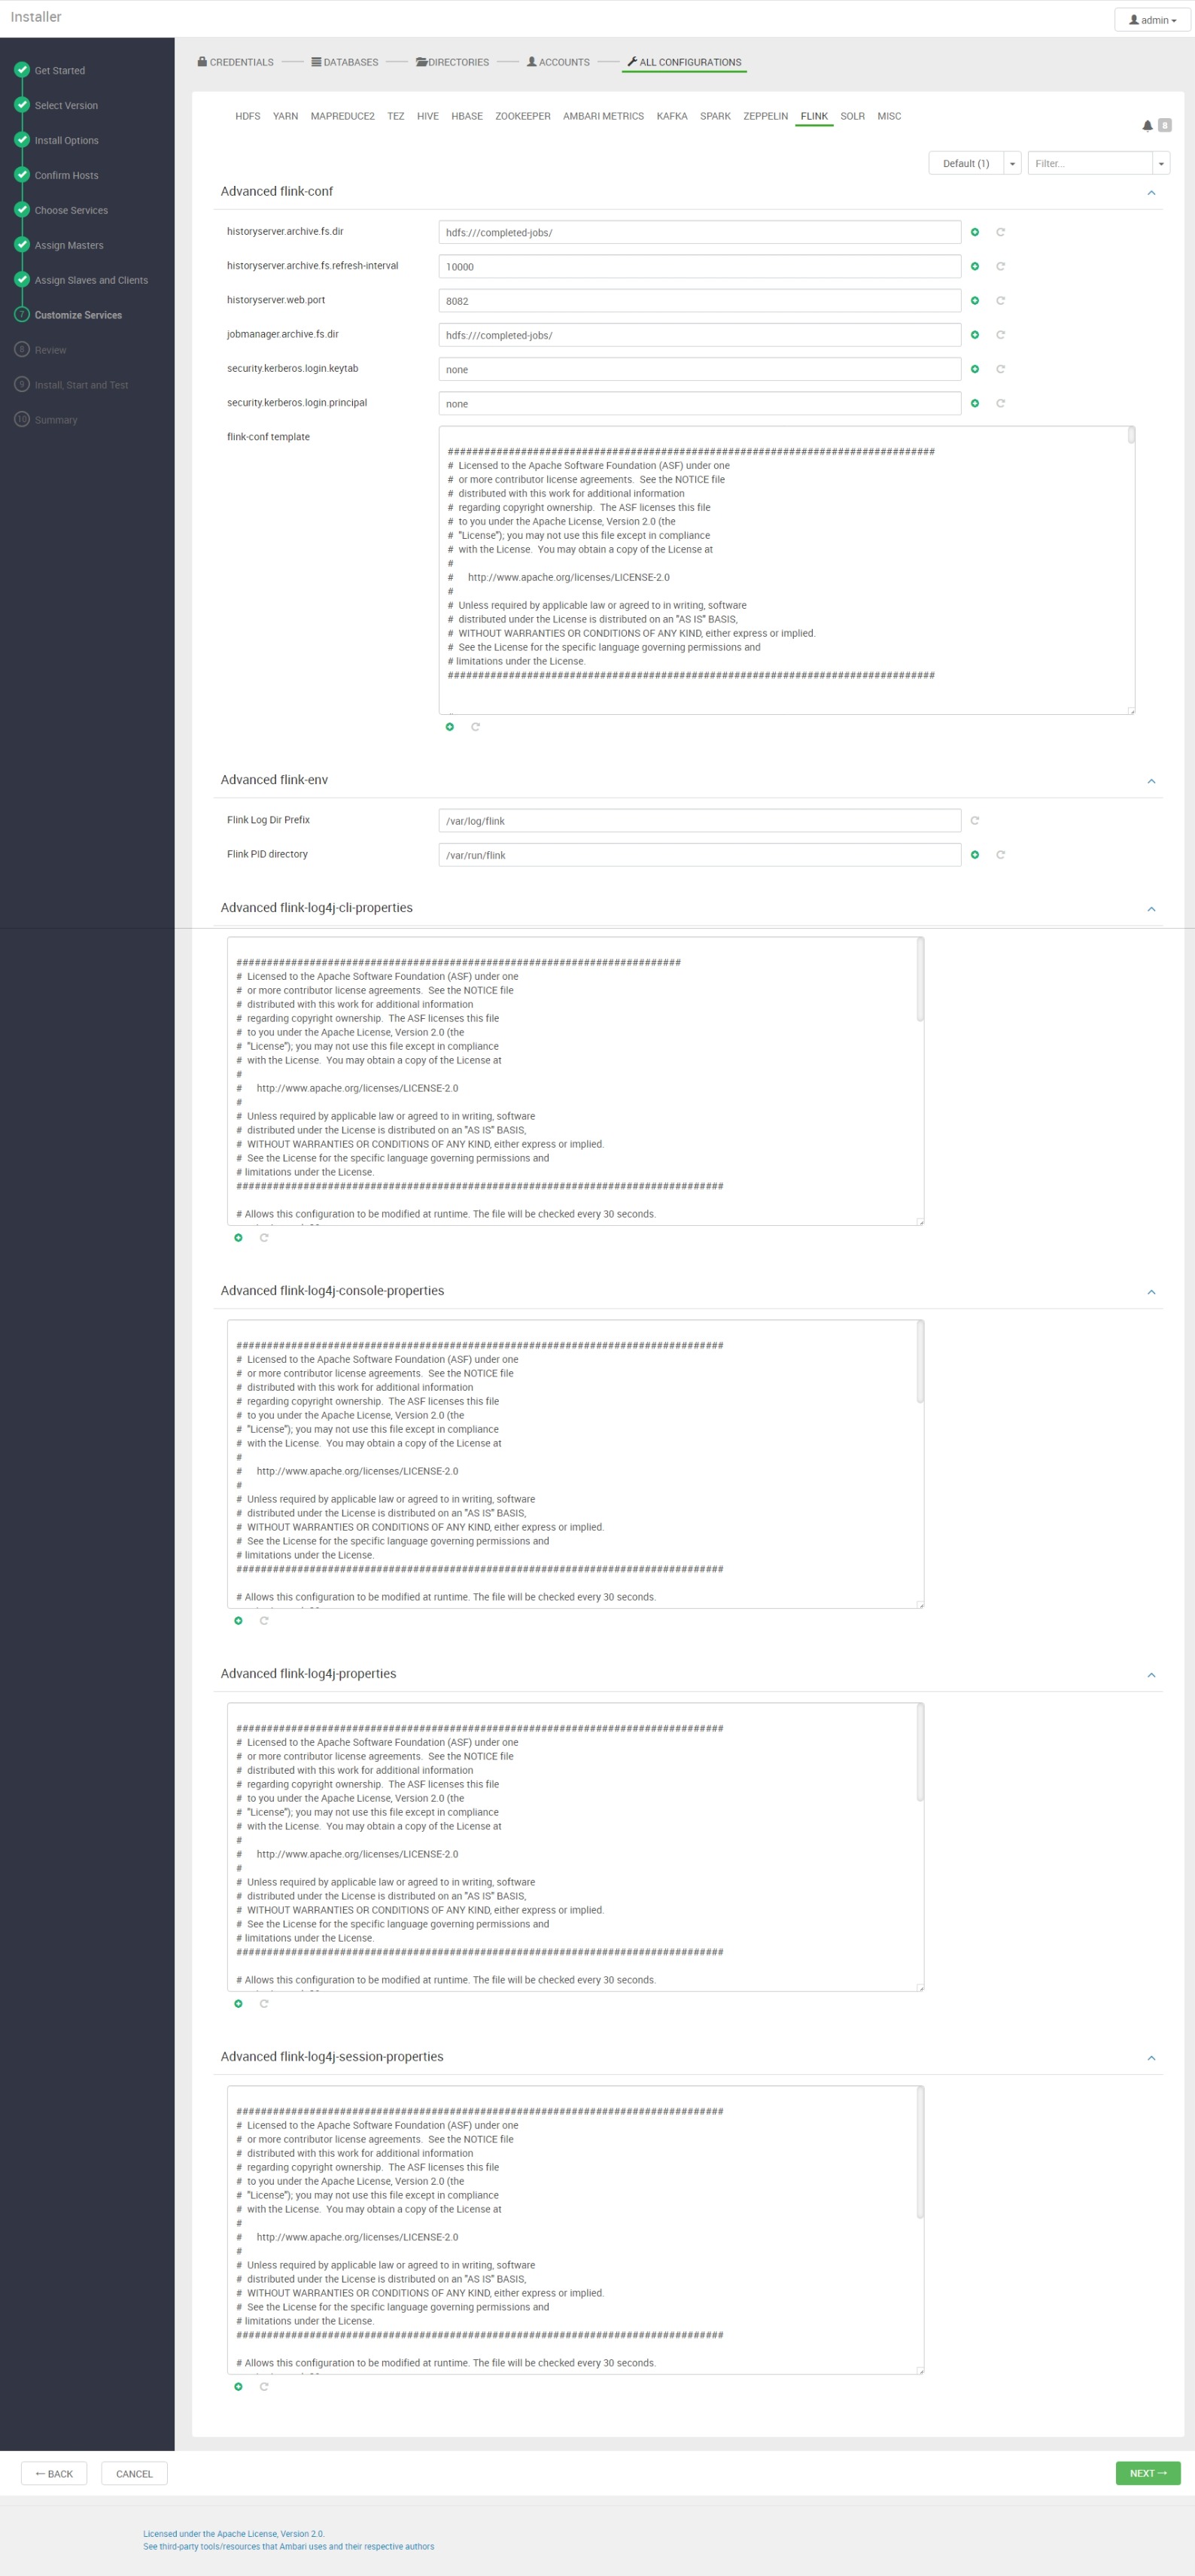 Installer
admin
Get Started
Select Version
Install Options
Confirm Hosts
Choose Services
Assign Masters
Assign Slaves and Clients
7 Customize Services
8 Review
9 Install, Start and Test
10 Summary
CREDENTIALS DATABASES DIRECTORIES ACCOUNTS ALL CONFIGURATIONS
HDFS YARN MAPREDUCE2 TEZ HIVE HBASE ZOOKEEPER AMBARI METRICS KAFKA SPARK ZEPPELIN FLINK SOLR MISC
8
Default (1) Filter...
Advanced flink-conf
historyserver.archive.fs.dir hdfs:///completed-jobs/
historyserver.archive.fs.refresh-interval 10000
historyserver.web.port 8082
jobmanager.archive.fs.dir hdfs:///completed-jobs/
security.kerberos.login.keytab none
security.kerberos.login.principal none
flink-conf template
################################################################################
# Licensed to the Apache Software Foundation (ASF) under one
# or more contributor license agreements. See the NOTICE file
# distributed with this work for additional information
# regarding copyright ownership. The ASF licenses this file
# to you under the Apache License, Version 2.0 (the
# "License"); you may not use this file except in compliance
# with the License. You may obtain a copy of the License at
#
# http://www.apache.org/licenses/LICENSE-2.0
#
# Unless required by applicable law or agreed to in writing, software
# distributed under the License is distributed on an "AS IS" BASIS,
# WITHOUT WARRANTIES OR CONDITIONS OF ANY KIND, either express or implied.
# See the License for the specific language governing permissions and
# limitations under the License.
################################################################################
Advanced flink-env
Flink Log Dir Prefix /var/log/flink
Flink PID directory /var/run/flink
Advanced flink-log4j-cli-properties
#########################################################################
# Licensed to the Apache Software Foundation (ASF) under one
# or more contributor license agreements. See the NOTICE file
# distributed with this work for additional information
# regarding copyright ownership. The ASF licenses this file
# to you under the Apache License, Version 2.0 (the
# "License"); you may not use this file except in compliance
# with the License. You may obtain a copy of the License at
#
# http://www.apache.org/licenses/LICENSE-2.0
#
# Unless required by applicable law or agreed to in writing, software
# distributed under the License is distributed on an "AS IS" BASIS,
# WITHOUT WARRANTIES OR CONDITIONS OF ANY KIND, either express or implied.
# See the License for the specific language governing permissions and
# limitations under the License.
################################################################################
# Allows this configuration to be modified at runtime. The file will be checked every 30 seconds.
Advanced flink-log4j-console-properties
################################################################################
# Licensed to the Apache Software Foundation (ASF) under one
# or more contributor license agreements. See the NOTICE file
# distributed with this work for additional information
# regarding copyright ownership. The ASF licenses this file
# to you under the Apache License, Version 2.0 (the
# "License"); you may not use this file except in compliance
# with the License. You may obtain a copy of the License at
#
# http://www.apache.org/licenses/LICENSE-2.0
#
# Unless required by applicable law or agreed to in writing, software
# distributed under the License is distributed on an "AS IS" BASIS,
# WITHOUT WARRANTIES OR CONDITIONS OF ANY KIND, either express or implied.
# See the License for the specific language governing permissions and
# limitations under the License.
################################################################################
# Allows this configuration to be modified at runtime. The file will be checked every 30 seconds.
Advanced flink-log4j-properties
################################################################################
# Licensed to the Apache Software Foundation (ASF) under one
# or more contributor license agreements. See the NOTICE file
# distributed with this work for additional information
# regarding copyright ownership. The ASF licenses this file
# to you under the Apache License, Version 2.0 (the
# "License"); you may not use this file except in compliance
# with the License. You may obtain a copy of the License at
#
# http://www.apache.org/licenses/LICENSE-2.0
#
# Unless required by applicable law or agreed to in writing, software
# distributed under the License is distributed on an "AS IS" BASIS,
# WITHOUT WARRANTIES OR CONDITIONS OF ANY KIND, either express or implied.
# See the License for the specific language governing permissions and
# limitations under the License.
################################################################################
# Allows this configuration to be modified at runtime. The file will be checked every 30 seconds.
Advanced flink-log4j-session-properties
################################################################################
# Licensed to the Apache Software Foundation (ASF) under one
# or more contributor license agreements. See the NOTICE file
# distributed with this work for additional information
# regarding copyright ownership. The ASF licenses this file
# to you under the Apache License, Version 2.0 (the
# "License"); you may not use this file except in compliance
# with the License. You may obtain a copy of the License at
#
# http://www.apache.org/licenses/LICENSE-2.0
#
# Unless required by applicable law or agreed to in writing, software
# distributed under the License is distributed on an "AS IS" BASIS,
# WITHOUT WARRANTIES OR CONDITIONS OF ANY KIND, either express or implied.
# See the License for the specific language governing permissions and
# limitations under the License.
################################################################################
# Allows this configuration to be modified at runtime. The file will be checked every 30 seconds.
← BACK CANCEL NEXT →
Licensed under the Apache License, Version 2.0.
See third-party tools/resources that Ambari uses and their respective authors